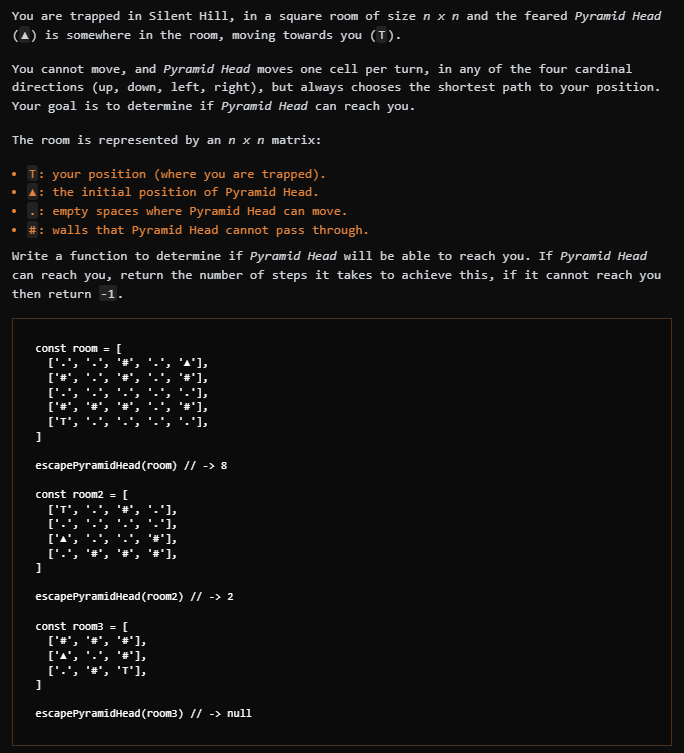 You are trapped in Silent Hill, in a square room of size n x n and the feared Pyramid Head
(▲) is somewhere in the room, moving towards you (T).
You cannot move, and Pyramid Head moves one cell per turn, in any of the four cardinal
directions (up, down, left, right), but always chooses the shortest path to your position.
Your goal is to determine if Pyramid Head can reach you.
The room is represented by an n x n matrix:
• T: your position (where you are trapped).
• ▲: the initial position of Pyramid Head.
• .: empty spaces where Pyramid Head can move.
• #: walls that Pyramid Head cannot pass through.
Write a function to determine if Pyramid Head will be able to reach you. If Pyramid Head
can reach you, return the number of steps it takes to achieve this, if it cannot reach you
then return -1.
const room = [
  ['.', '.', '#', '.', '▲'],
  ['#', '.', '#', '.', '#'],
  ['.', '.', '.', '.', '.'],
  ['#', '#', '#', '.', '#'],
  ['T', '.', '.', '.', '.'],
]
escapePyramidHead(room) // -> 8
const room2 = [
  ['T', '.', '#', '.'],
  ['.', '.', '.', '.'],
  ['▲', '.', '.', '#'],
  ['.', '#', '#', '#'],
]
escapePyramidHead(room2) // -> 2
const room3 = [
  ['#', '#', '#'],
  ['▲', '.', '#'],
  ['.', '#', 'T'],
]
escapePyramidHead(room3) // -> null